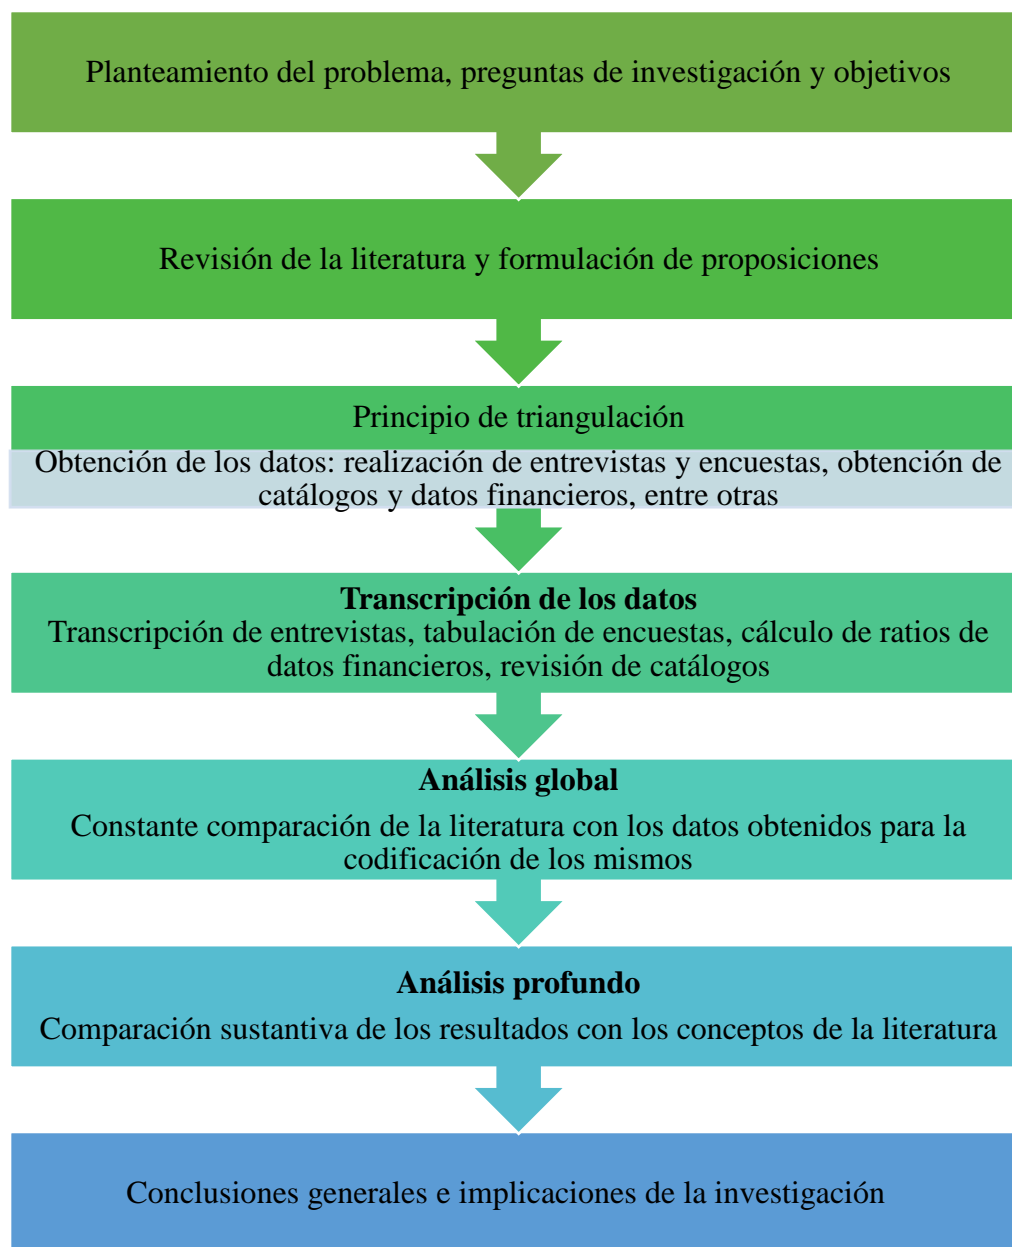 Planteamiento del problema, preguntas de investigación y objetivos
Revisión de la literatura y formulación de proposiciones
Principio de triangulación
Obtención de los datos: realización de entrevistas y encuestas, obtención de
catálogos y datos financieros, entre otras
Transcripción de los datos
Transcripción de entrevistas, tabulación de encuestas, cálculo de ratios de
datos financieros, revisión de catálogos
Análisis global
Constante comparación de la literatura con los datos obtenidos para la
codificación de los mismos
Análisis profundo
Comparación sustantiva de los resultados con los conceptos de la literatura
Conclusiones generales e implicaciones de la investigación